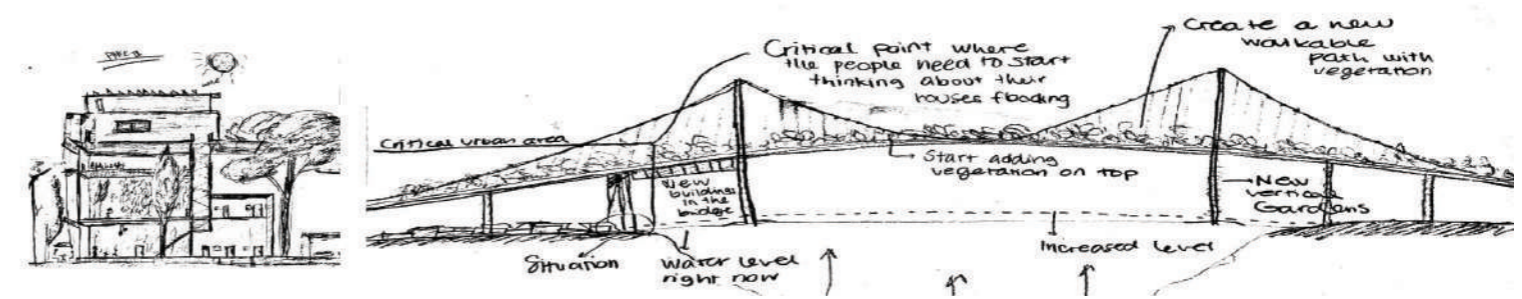 Critical point where
the people need to start
thinking about their
houses flooding
Create a new
walkable
path with
vegetation
Critical urban area
Start adding
vegetation on top
New
buildings
in the
bridge
New
vertical
Gardians
Situation
Water level
right now
Increased level